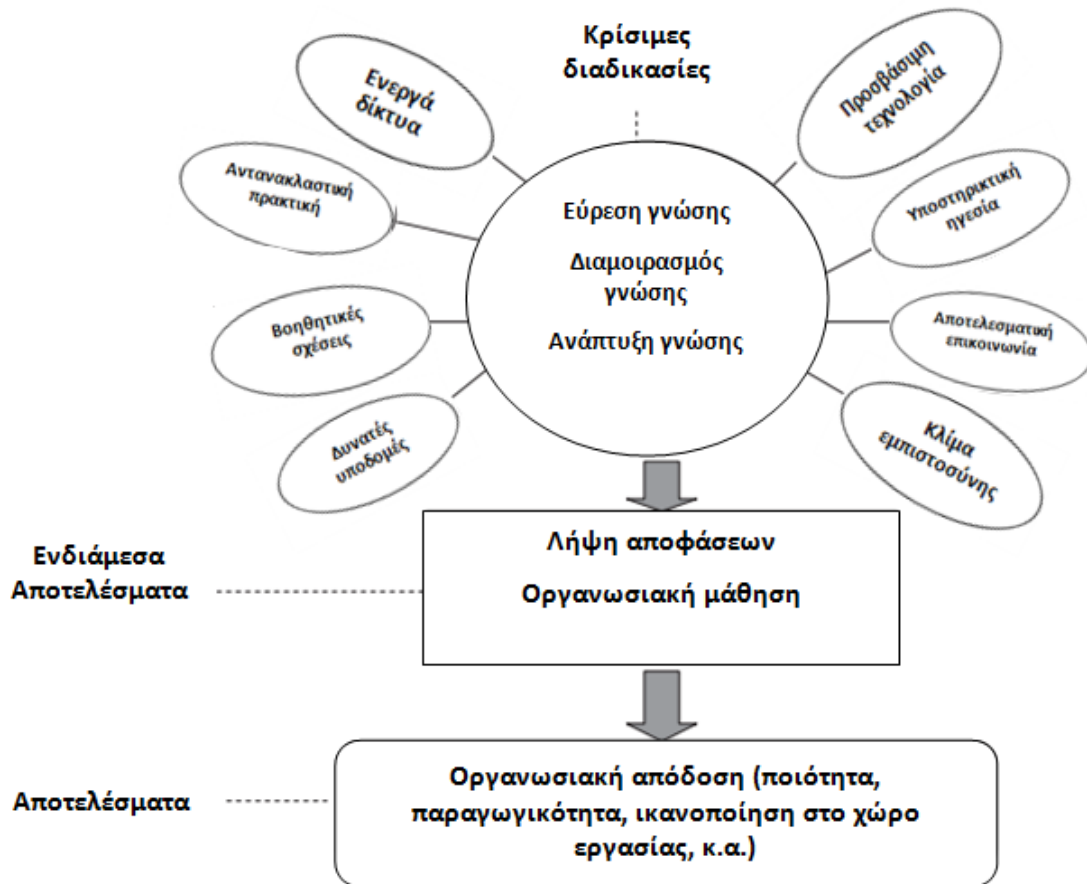 Κρίσιμες
διαδικασίες
Ενεργά
δίκτυα
Προσβάσιμη
τεχνολογία
Αντανακλαστική
πρακτική
Υποστηρικτική
ηγεσία
Εύρεση γνώσης
Διαμοιρασμός
γνώσης
Ανάπτυξη γνώσης
Βοηθητικές
σχέσεις
Αποτελεσματική
επικοινωνία
Δυνατές
υποδομές
Κλίμα
εμπιστοσύνης
Ενδιάμεσα
Αποτελέσματα
Λήψη αποφάσεων
Οργανωσιακή μάθηση
Αποτελέσματα
Οργανωσιακή απόδοση (ποιότητα,
παραγωγικότητα, ικανοποίηση στο χώρο
εργασίας, κ.α.)